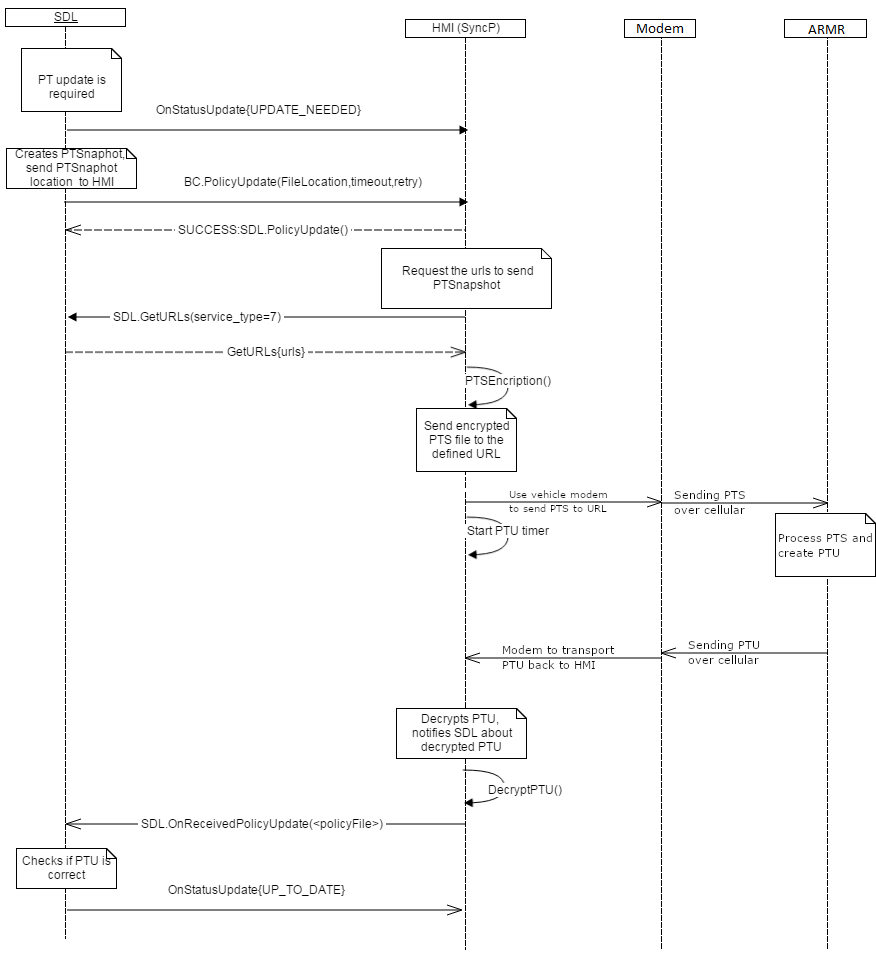 SDL
HMI (SyncP)
Modem
ARMR
PT update is
required
OnStatusUpdate{UPDATE_NEEDED}
Creates PTSnaphot,
send PTSnaphot
location to HMI
BC.PolicyUpdate(FileLocation,timeout,retry)
SUCCESS:SDL.PolicyUpdate()
Request the urls to send
PTSnapshot
SDL.GetURLs(service_type=7)
GetURLs{urls}
PTSEncription()
Send encrypted
PTS file to the
defined URL
Use vehicle modem
to send PTS to URL
Sending PTS
over cellular
Start PTU timer
Process PTS and
create PTU
Sending PTU
over cellular
Modem to transport
PTU back to HMI
Decrypts PTU,
notifies SDL about
decrypted PTU
DecryptPTU()
SDL.OnReceivedPolicyUpdate(<policyFile>)
Checks if PTU is
correct
OnStatusUpdate{UP_TO_DATE}